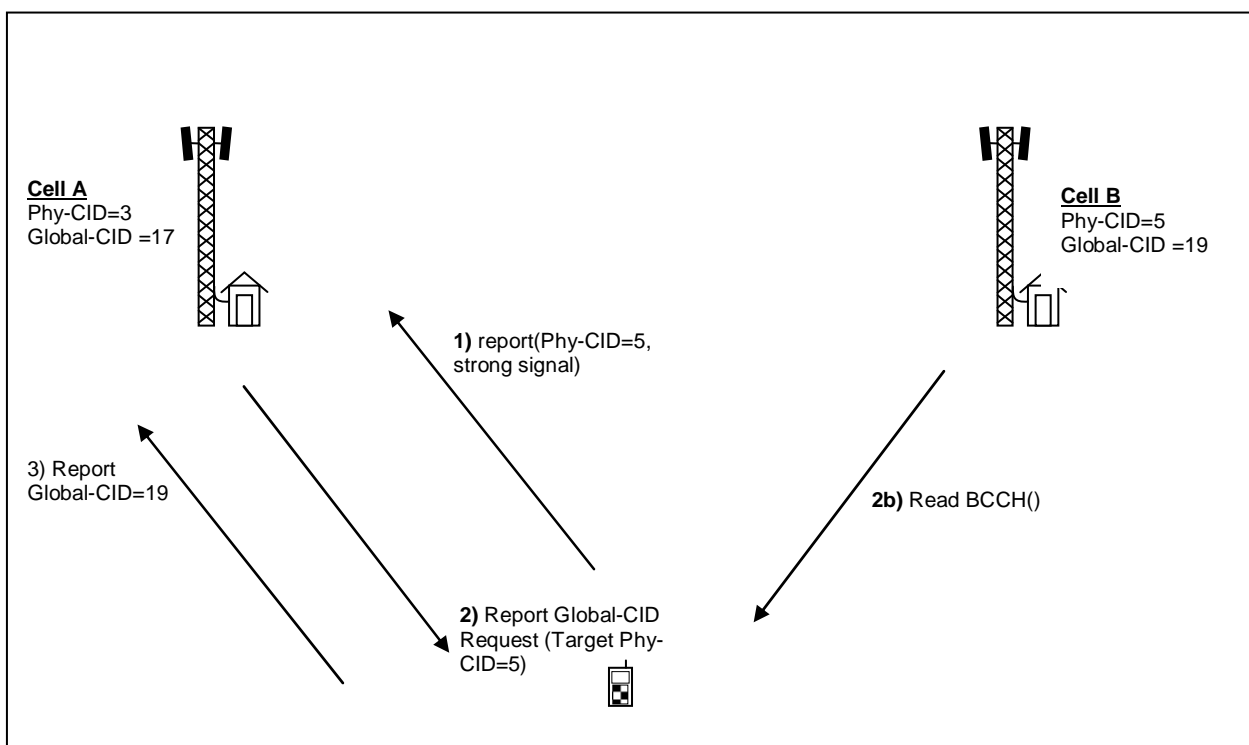 Cell A
Phy-CID=3
Global-CID =17
Cell B
Phy-CID=5
Global-CID =19
1) report(Phy-CID=5,
strong signal)
3) Report
Global-CID=19
2b) Read BCCH()
2) Report Global-CID
Request (Target Phy-
CID=5)